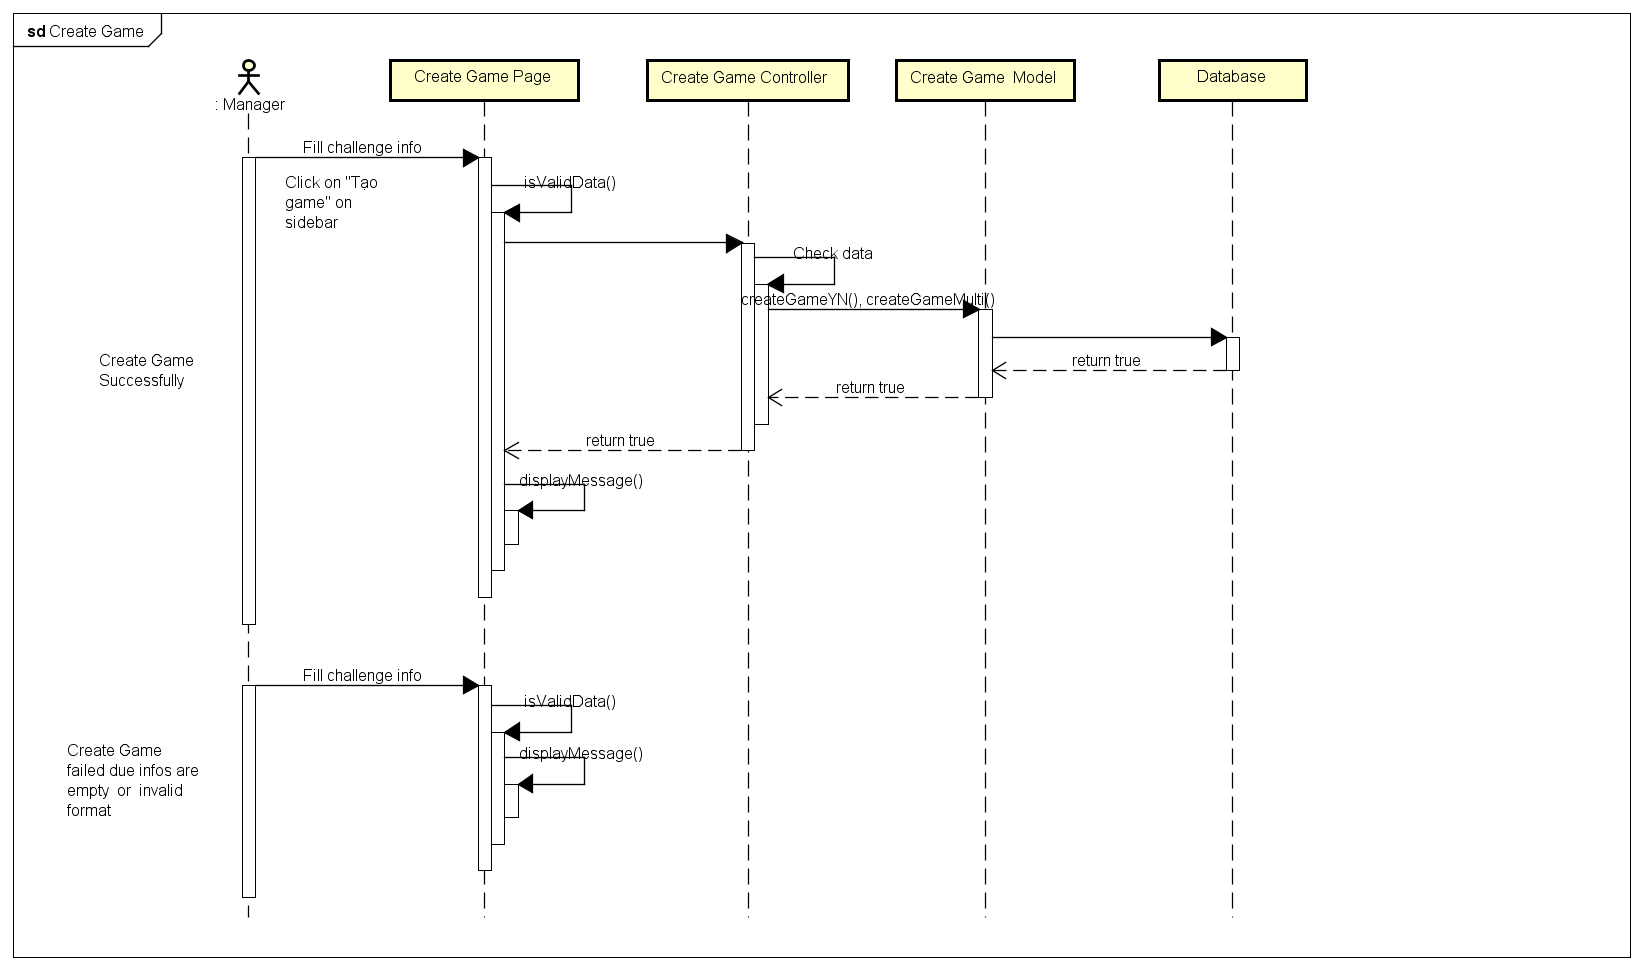 sd Create Game
: Manager
Create Game Page
Create Game Controller
Create Game  Model
Database
Fill challenge info
Click on "Tạo
game" on
sidebar
isValidData()
Check data
createGameYN(), createGameMulti()
return true
return true
return true
displayMessage()
Create Game
Successfully
Fill challenge info
isValidData()
displayMessage()
Create Game
failed due infos are
empty  or  invalid
format